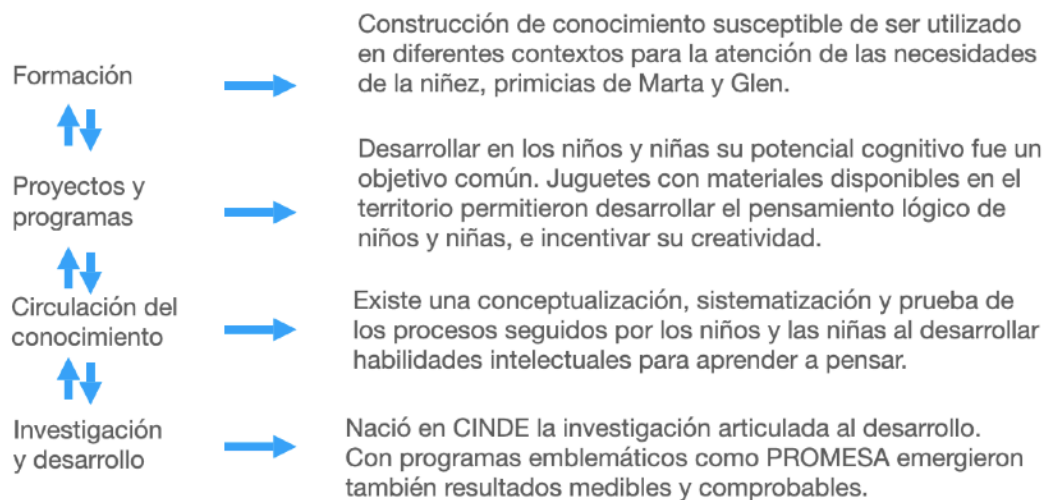 Formación
Construcción de conocimiento susceptible de ser utilizado
en diferentes contextos para la atención de las necesidades
de la niñez, primicias de Marta y Glen.
Proyectos y
programas
Desarrollar en los niños y niñas su potencial cognitivo fue un
objetivo común. Juguetes con materiales disponibles en el
territorio permitieron desarrollar el pensamiento lógico de
niños y niñas, e incentivar su creatividad.
Circulación del
conocimiento
Existe una conceptualización, sistematización y prueba de
los procesos seguidos por los niños y las niñas al desarrollar
habilidades intelectuales para aprender a pensar.
Investigación
y desarrollo
Nació en CINDE la investigación articulada al desarrollo.
Con programas emblemáticos como PROMESA emergieron
también resultados medibles y comprobables.